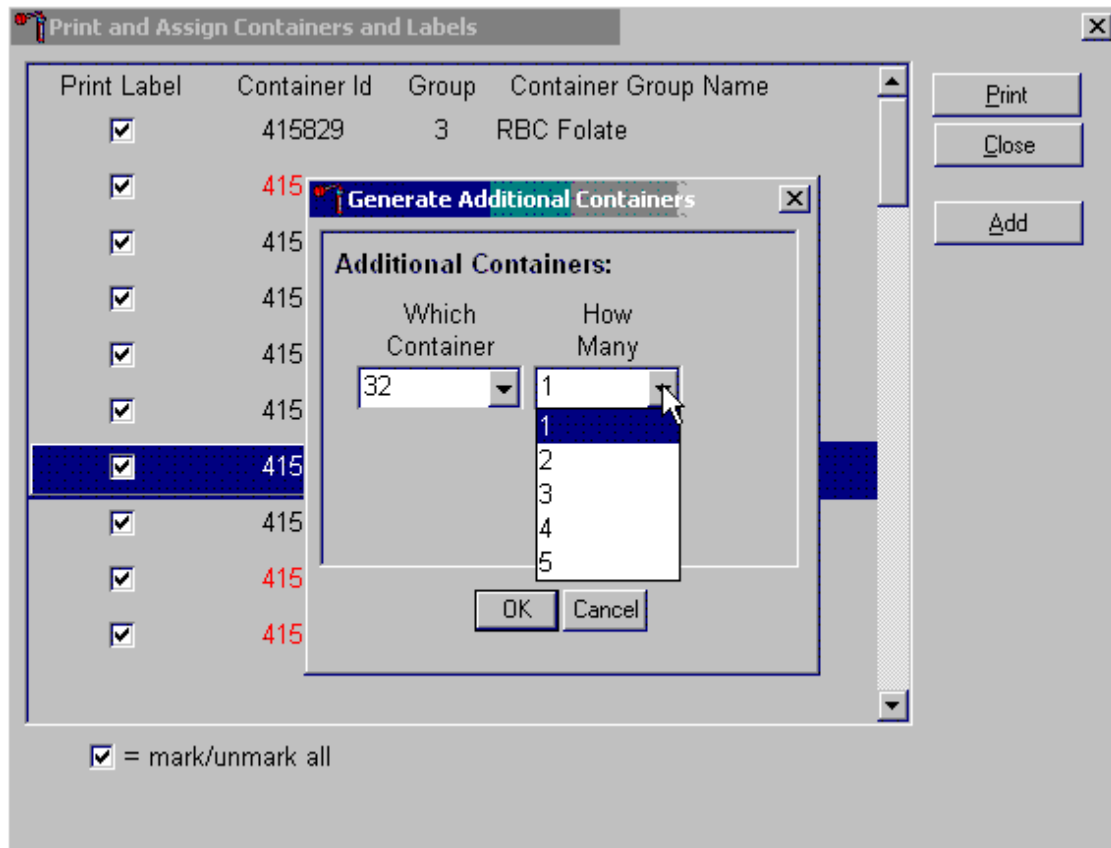 Print and Assign Containers and Labels
Print Label Container Id Group Container Group Name
415829 3 RBC Folate
415
415
415
415
415
415
415
415
415
Generate Additional Containers
Additional Containers:
Which How
Container Many
32 1
1
2
3
4
5
OK Cancel
Print
Close
Add
= mark/unmark all